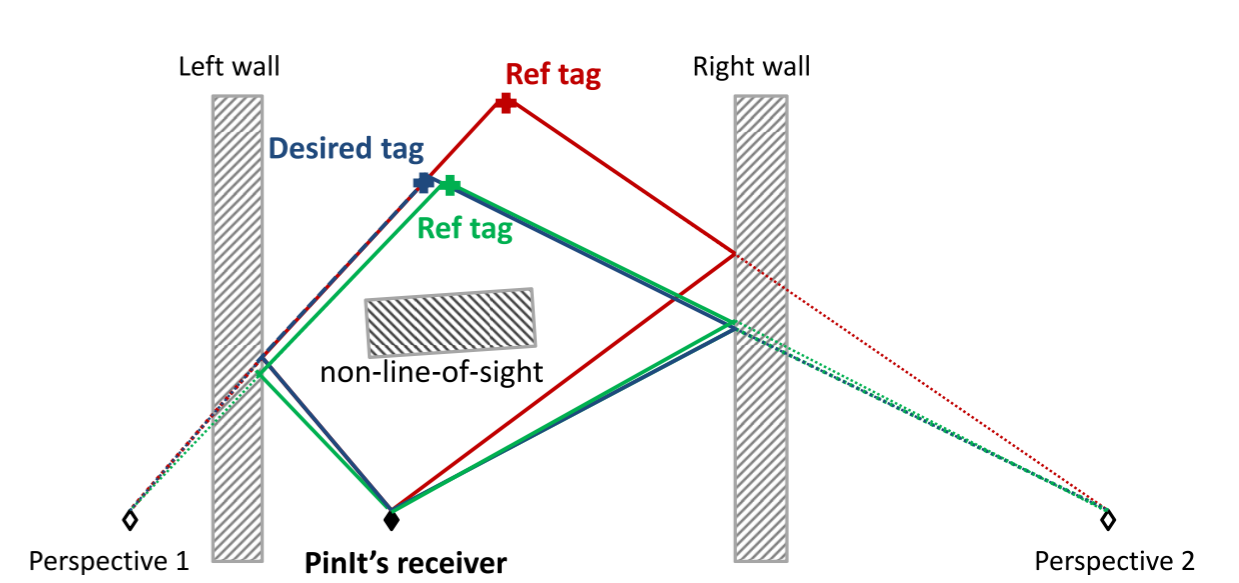 Left wall
Ref tag
Right wall
Desired tag
Ref tag
non-line-of-sight
Perspective 1
PinIt's receiver
Perspective 2